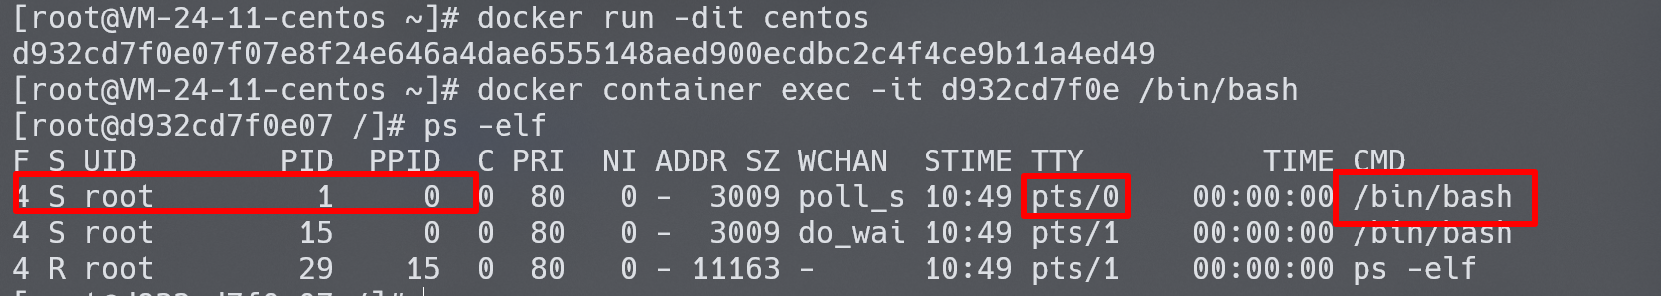 [root@VM-24-11-centos ~]# docker run -dit centos
d932cd7f0e07f07e8f24e646a4dae6555148aed900ecdbc2c4f4ce9b11a4ed49
[root@VM-24-11-centos ~]# docker container exec -it d932cd7f0e /bin/bash
[root@d932cd7f0e07 /]# ps -elf
F S UID        PID  PPID  C PRI  NI ADDR SZ WCHAN  STIME TTY          TIME CMD
4 S root         1     0  0  80   0 -  3009 poll_s 10:49 pts/0    00:00:00 /bin/bash
4 S root        15     0  0  80   0 -  3009 do_wai 10:49 pts/1    00:00:00 /bin/bash
4 R root        29    15  0  80   0 - 11163 -      10:49 pts/1    00:00:00 ps -elf
[root@d932cd7f0e07 /]#